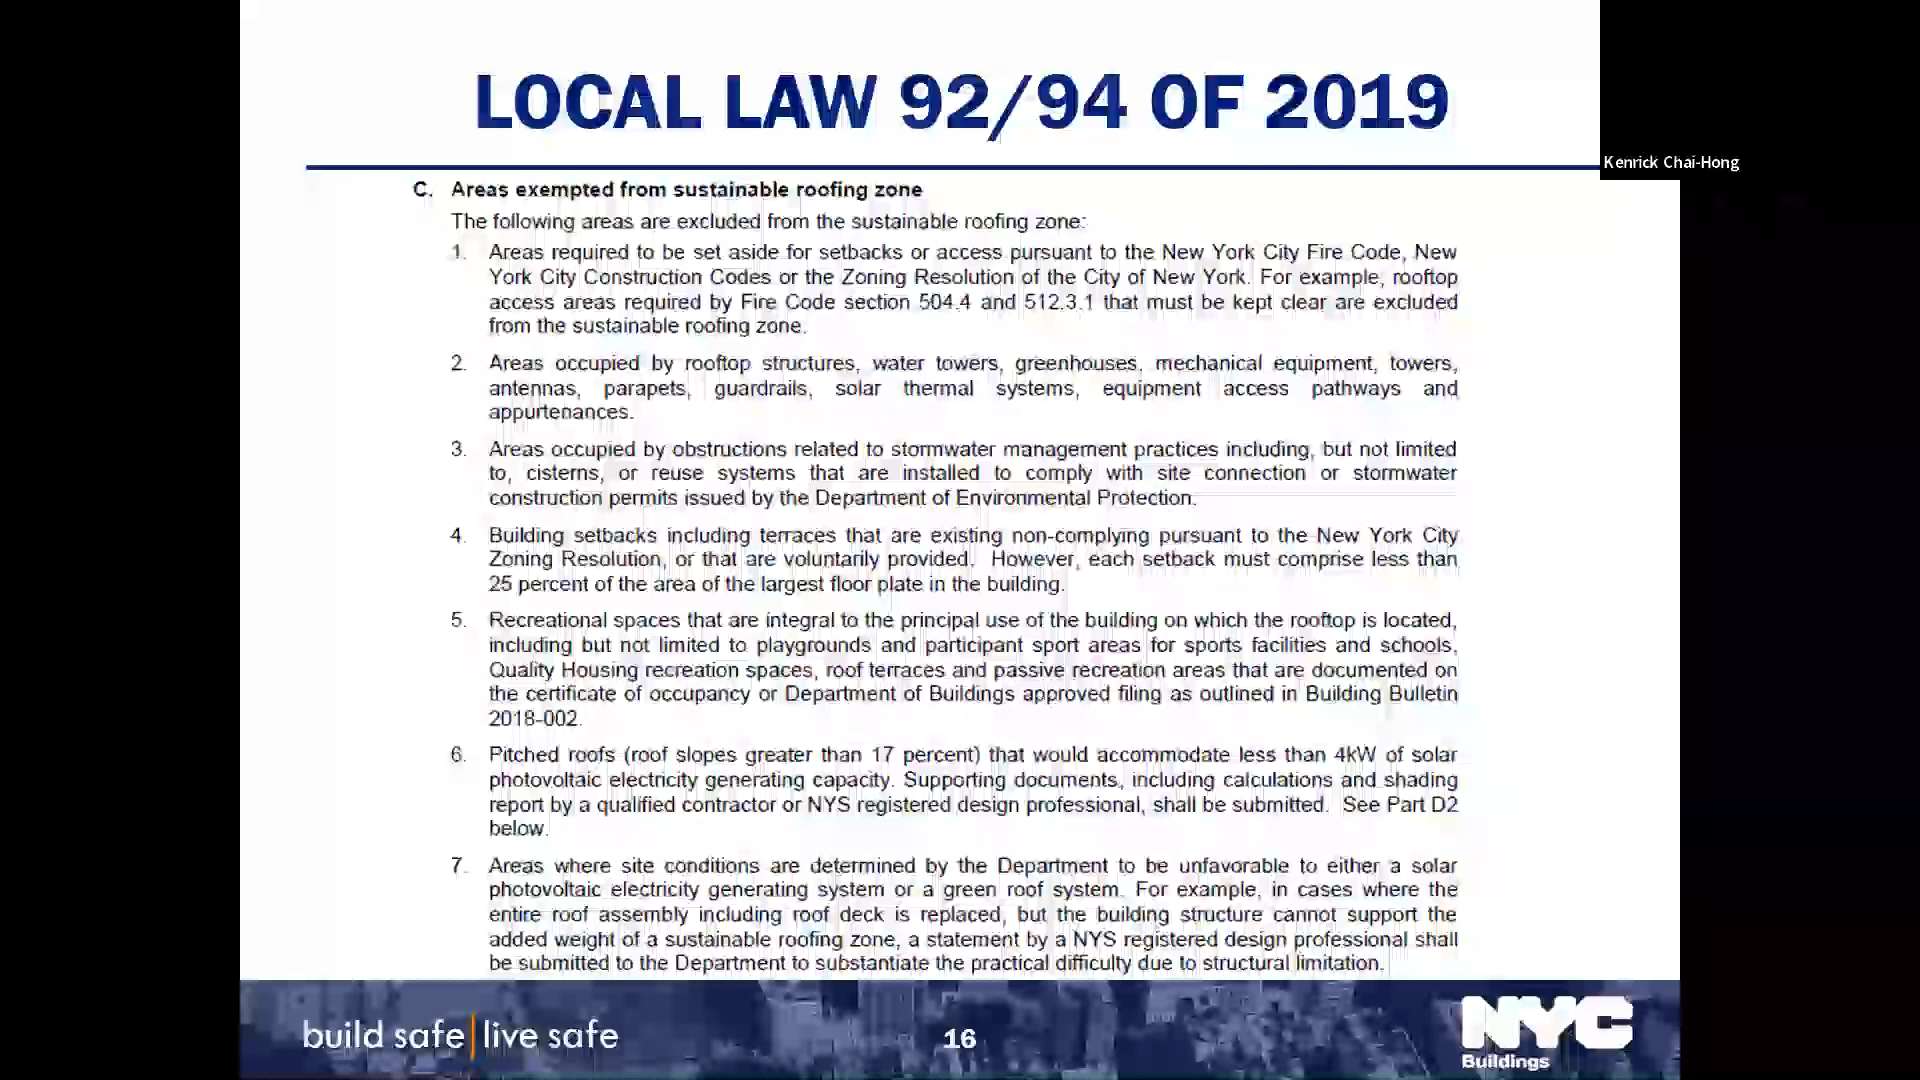 LOCAL LAW 92/94 OF 2019
Kenrick Chai-Hong
C. Areas exempted from sustainable roofing zone
The following areas are excluded from the sustainable roofing zone:
1. Areas required to be set aside for setbacks or access pursuant to the New York City Fire Code, New
York City Construction Codes or the Zoning Resolution of the City of New York. For example, rooftop
access areas required by Fire Code section 504.4 and 512.3.1 that must be kept clear are excluded
from the sustainable roofing zone.
2. Areas occupied by rooftop structures, water towers, greenhouses, mechanical equipment, towers,
antennas, parapets, guardrails, solar thermal systems, equipment access pathways and
appurtenances.
3. Areas occupied by obstructions related to stormwater management practices including, but not limited
to, cisterns, or reuse systems that are installed to comply with site connection or stormwater
construction permits issued by the Department of Environmental Protection.
4. Building setbacks including terraces that are existing non-complying pursuant to the New York City
Zoning Resolution, or that are voluntarily provided. However, each setback must comprise less than
25 percent of the area of the largest floor plate in the building.
5. Recreational spaces that are integral to the principal use of the building on which the rooftop is located,
including but not limited to playgrounds and participant sport areas for sports facilities and schools,
Quality Housing recreation spaces, roof terraces and passive recreation areas that are documented on
the certificate of occupancy or Department of Buildings approved filing as outlined in Building Bulletin
2018-002.
6. Pitched roofs (roof slopes greater than 17 percent) that would accommodate less than 4kW of solar
photovoltaic electricity generating capacity. Supporting documents, including calculations and shading
report by a qualified contractor or NYS registered design professional, shall be submitted. See Part D2
below.
7. Areas where site conditions are determined by the Department to be unfavorable to either a solar
photovoltaic electricity generating system or a green roof system. For example, in cases where the
entire roof assembly including roof deck is replaced, but the building structure cannot support the
added weight of a sustainable roofing zone, a statement by a NYS registered design professional shall
be submitted to the Department to substantiate the practical difficulty due to structural limitation.
build safe | live safe
16
NYC
Buildings